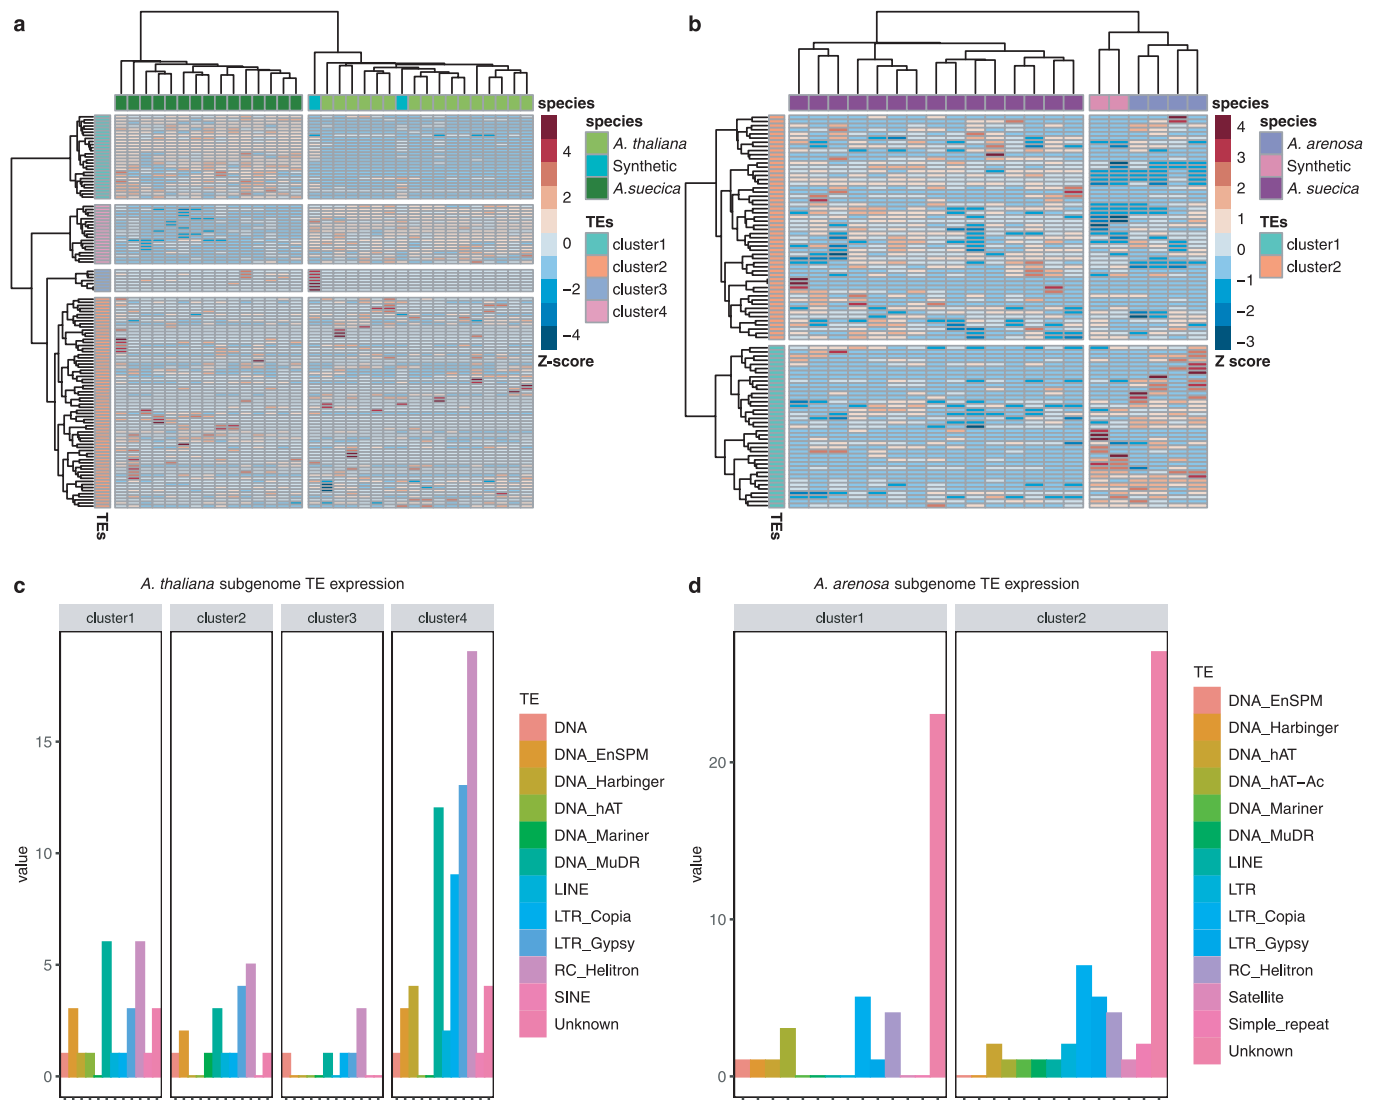 a
species
4
2
0
−2
−4
Z-score
species
A. thaliana
Synthetic
A.suecica
TEs
cluster1
cluster2
cluster3
cluster4
TEs
b
species
4
3
2
1
0
−1
−2
−3
Z score
species
A. arenosa
Synthetic
A. suecica
TEs
cluster1
cluster2
TEs
c
A. thaliana subgenome TE expression
cluster1
cluster2
cluster3
cluster4
value
15
10
5
0
TE
DNA
DNA_EnSPM
DNA_Harbinger
DNA_hAT
DNA_Mariner
DNA_MuDR
LINE
LTR_Copia
LTR_Gypsy
RC_Helitron
SINE
Unknown
d
A. arenosa subgenome TE expression
cluster1
cluster2
value
20
10
0
TE
DNA_EnSPM
DNA_Harbinger
DNA_hAT
DNA_hAT−Ac
DNA_Mariner
DNA_MuDR
LINE
LTR
LTR_Copia
LTR_Gypsy
RC_Helitron
Satellite
Simple_repeat
Unknown